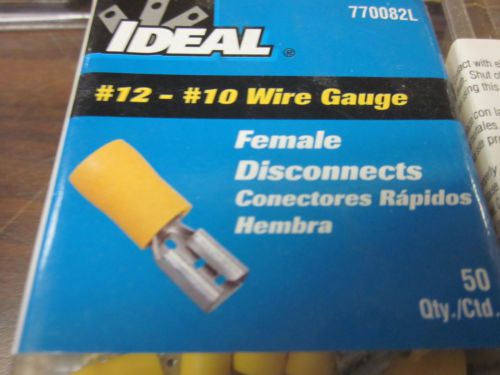 770082L
IDEAL
#12 - #10 Wire Gauge
Female
Disconnects
Conectores Rápidos
Hembra
50
Qty./Ctd.